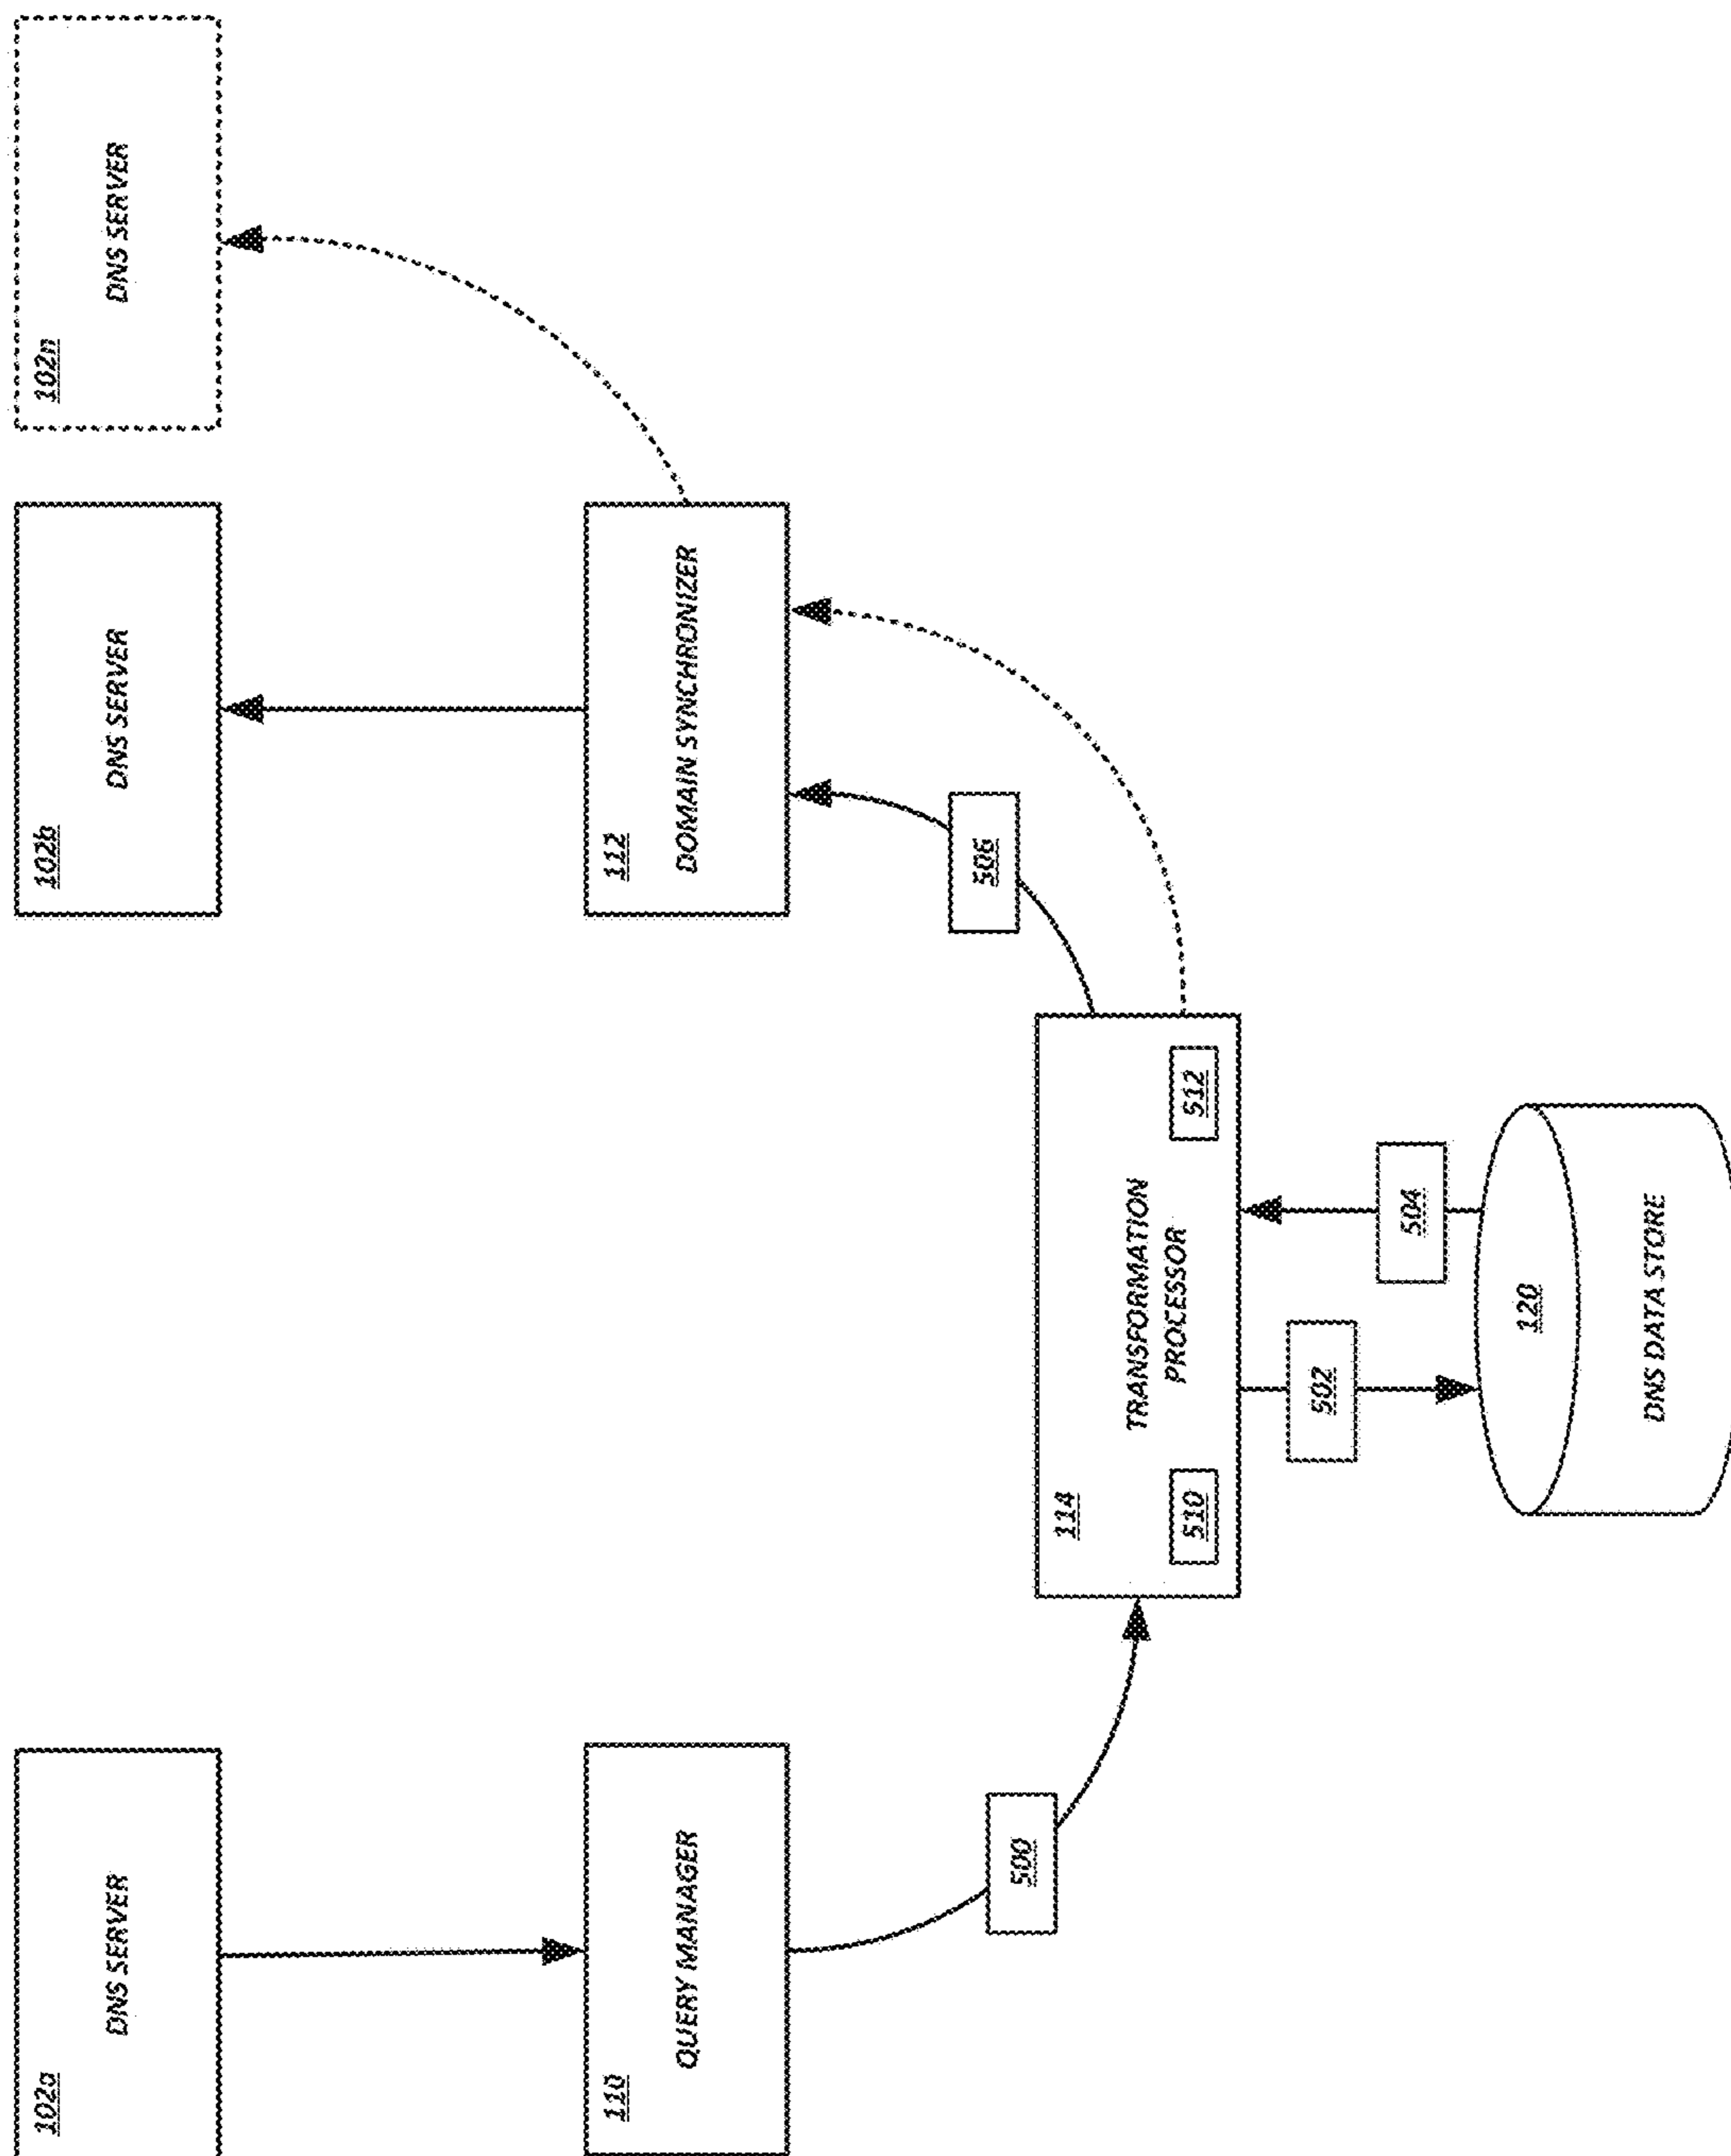 102a
DNS SERVER
102b
DNS SERVER
102n
DNS SERVER
110
QUERY MANAGER
112
DOMAIN SYNCHRONIZER
500
506
114
TRANSFORMATION
PROCESSOR
510
512
502
504
120
DNS DATA STORE